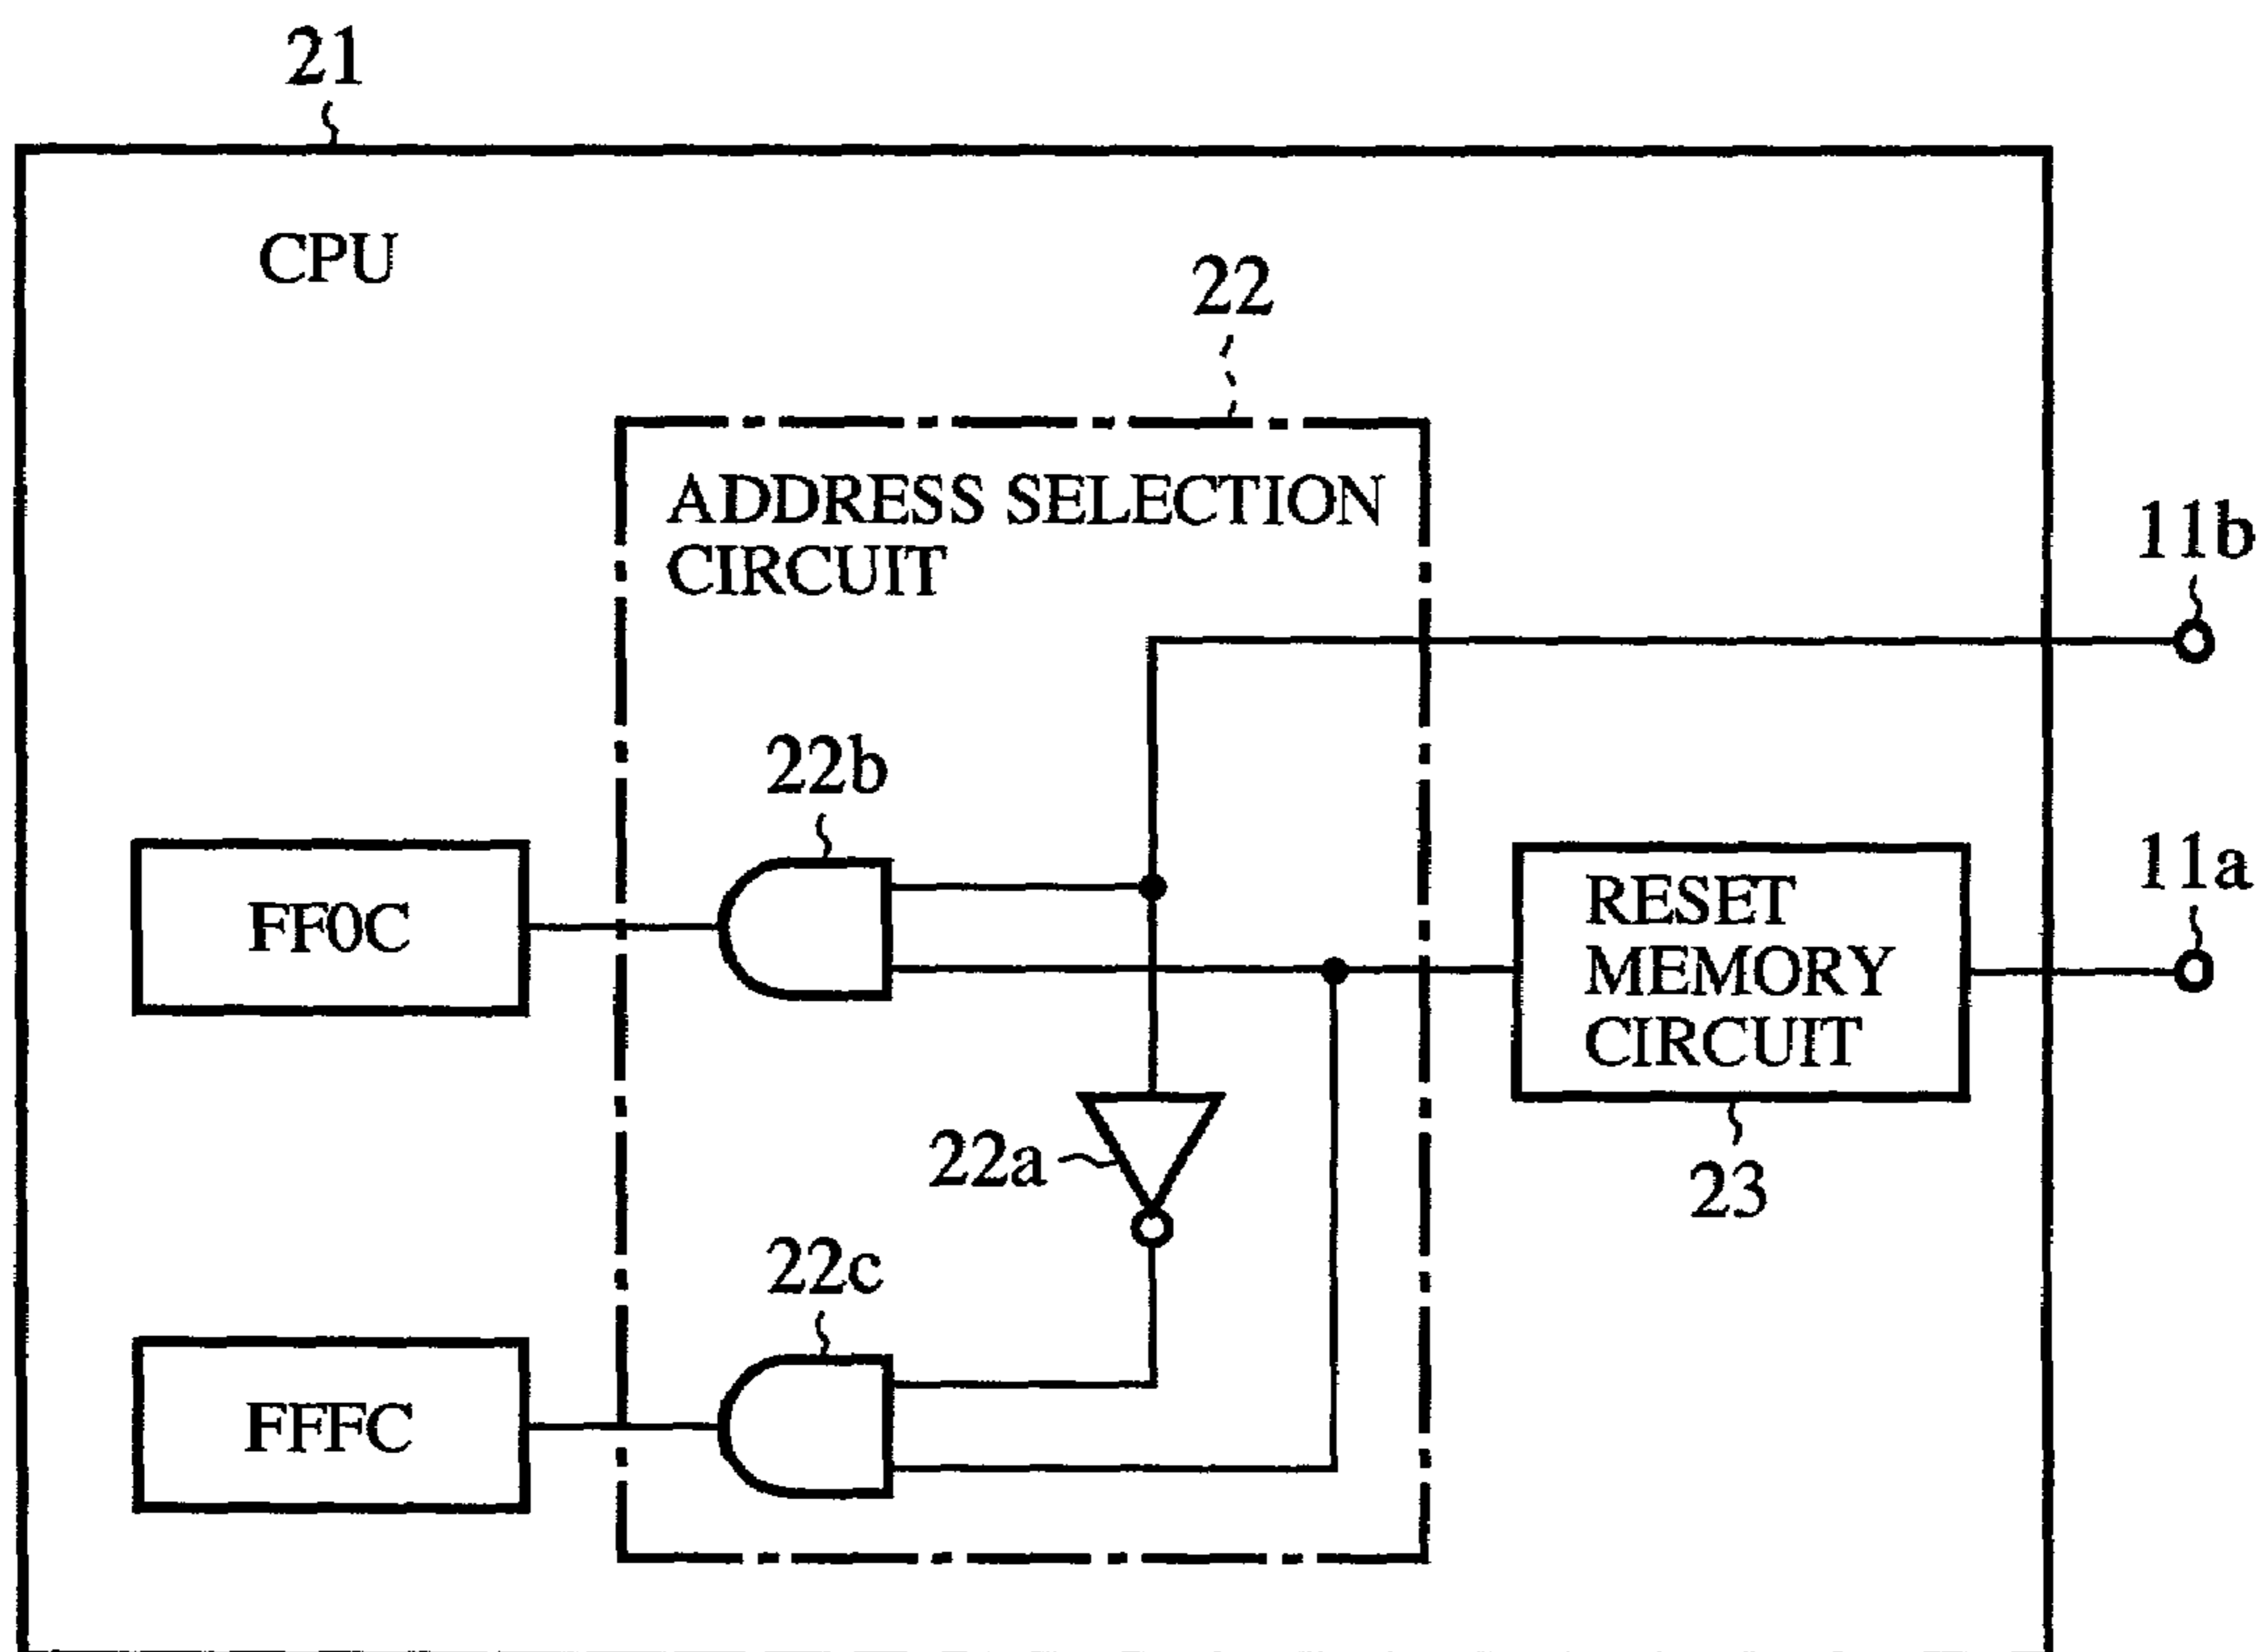 21
CPU
22
ADDRESS SELECTION
CIRCUIT
11b
22b
11a
FF0C
RESET
MEMORY
CIRCUIT
22a
23
22c
FFFC